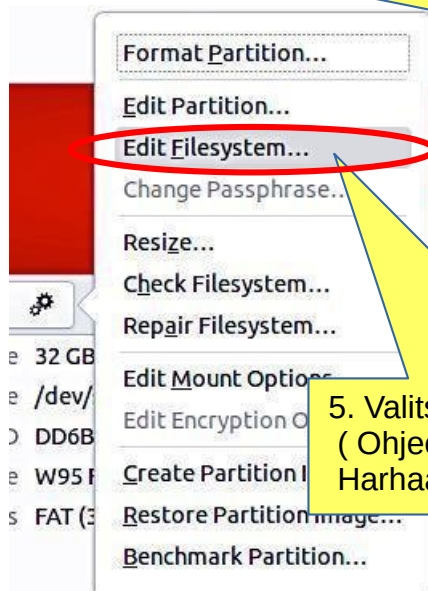 Format Partition...
Edit Partition...
Edit Filesystem...
Change Passphrase..
Resize...
Check Filesystem...
Repair Filesystem...
Edit Mount Options
Edit Encryption O
Create Partition I
Restore Partition Image...
Benchmark Partition...
32 GB
/dev/
DD6B
W95 F
FAT (3
5. Valits
( Ohjee
Harhaa